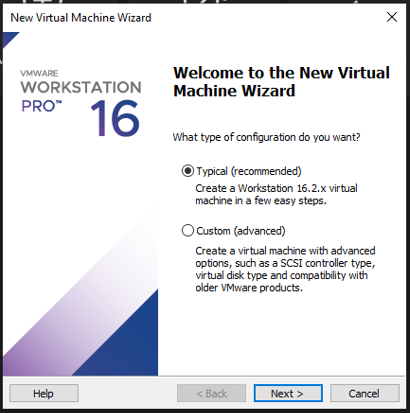 New Virtual Machine Wizard
VMWARE
WORKSTATION
PRO™ 16
Welcome to the New Virtual
Machine Wizard
What type of configuration do you want?
Typical (recommended)
Create a Workstation 16.2.x virtual
machine in a few easy steps.
Custom (advanced)
Create a virtual machine with advanced
options, such as a SCSI controller type,
virtual disk type and compatibility with
older VMware products.
Help
< Back
Next >
Cancel